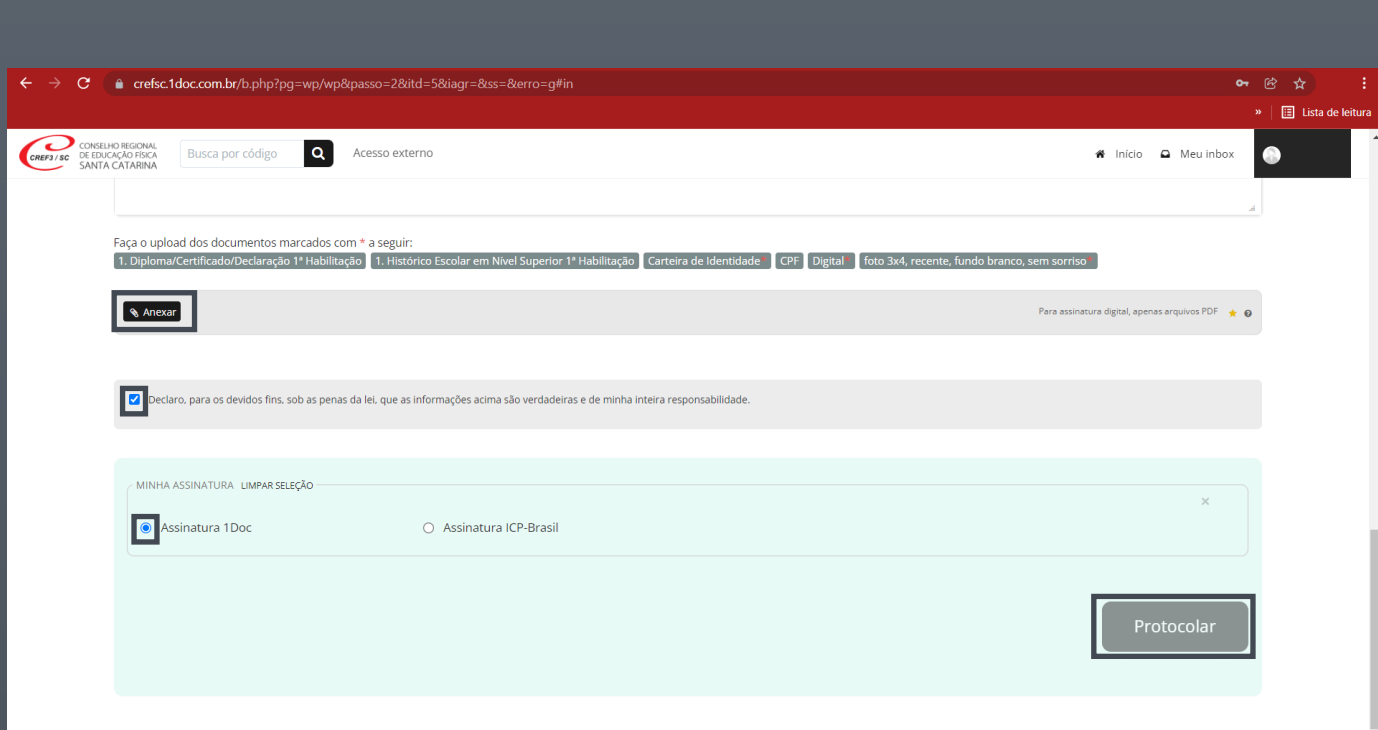 crefsc.1doc.com.br/b.php?pg=wp/wp&passo=2&itd=5&iagr=&ss=&erro=g#in
» Lista de leitura
CREF3 / SC
CONSELHO REGIONAL
DE EDUCAÇÃO FÍSICA
SANTA CATARINA
Busca por código
Acesso externo
Início
Meu inbox
Faça o upload dos documentos marcados com * a seguir:
1. Diploma/Certificado/Declaração 1ª Habilitação 1. Histórico Escolar em Nível Superior 1ª Habilitação Carteira de Identidade* CPF Digital* foto 3x4, recente, fundo branco, sem sorriso*
Anexar
Para assinatura digital, apenas arquivos PDF
Declaro, para os devidos fins, sob as penas da lei, que as informações acima são verdadeiras e de minha inteira responsabilidade.
MINHA ASSINATURA LIMPAR SELEÇÃO
×
Assinatura 1Doc
Assinatura ICP-Brasil
Protocolar